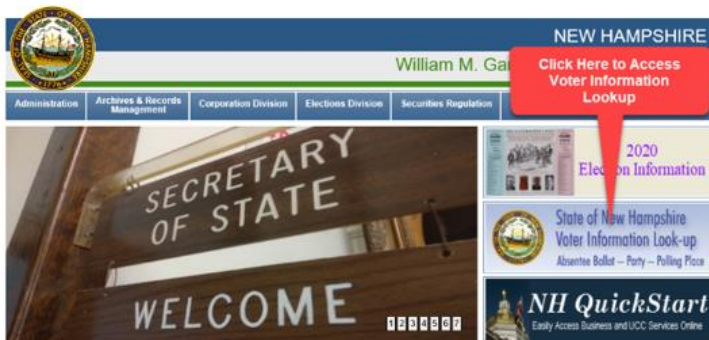 NEW HAMPSHIRE
William M. Ga
Click Here to Access
Voter Information
Lookup
Administration
Archives & Records
Management
Corporation Division
Elections Division
Securities Regulation
SECRETARY
OF STATE
WELCOME
1 2 3 4 5 6 7
2020
Election Information
State of New Hampshire
Voter Information Look-up
Absentee Ballot – Party – Polling Place
NH QuickStart
Easily Access Business and UCC Services Online